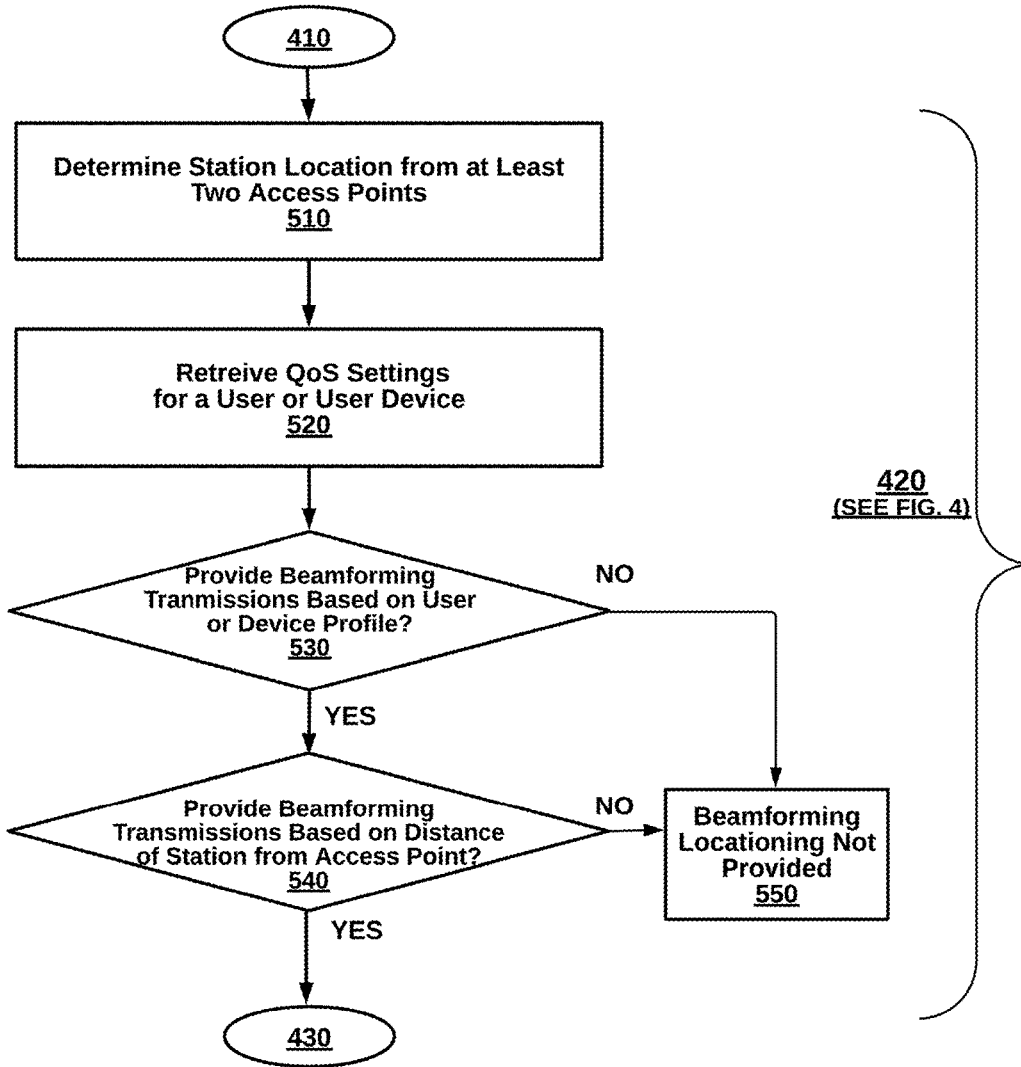 410
Determine Station Location from at Least
Two Access Points
510
Retreive QoS Settings
for a User or User Device
520
420
(SEE FIG. 4)
Provide Beamforming
Tranmissions Based on User
or Device Profile?
530
NO
YES
Provide Beamforming
Transmissions Based on Distance
of Station from Access Point?
540
NO
Beamforming
Locationing Not
Provided
550
YES
430